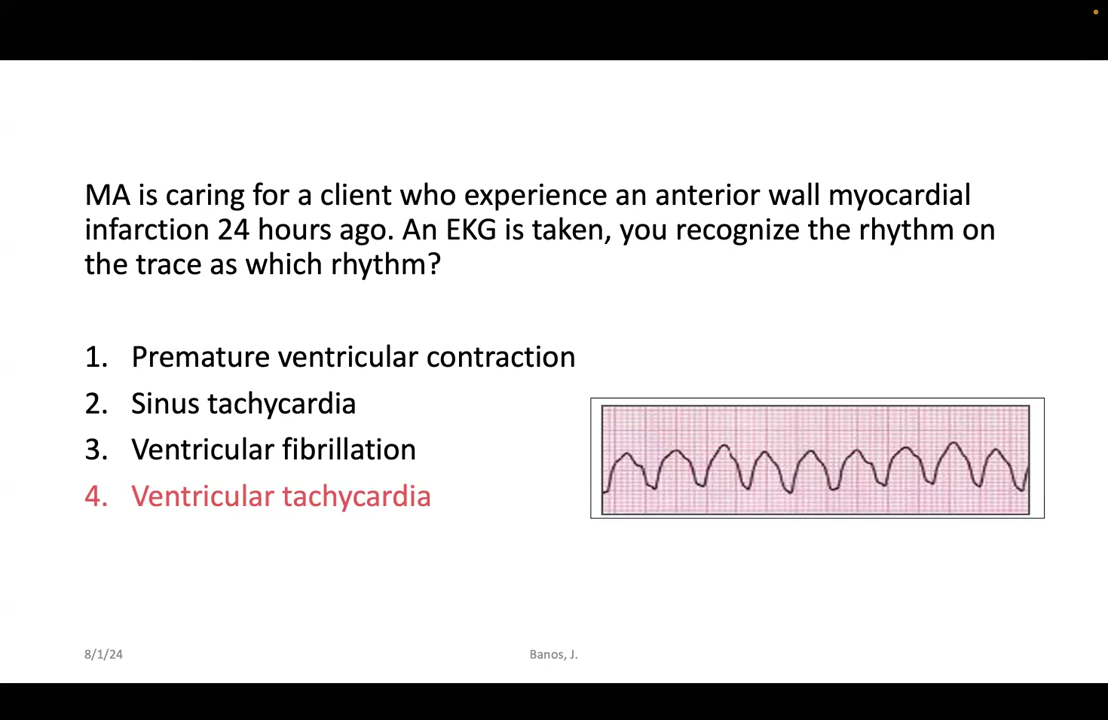 MA is caring for a client who experience an anterior wall myocardial
infarction 24 hours ago. An EKG is taken, you recognize the rhythm on
the trace as which rhythm?
1. Premature ventricular contraction
2. Sinus tachycardia
3. Ventricular fibrillation
4. Ventricular tachycardia
8/1/24
Banos, J.